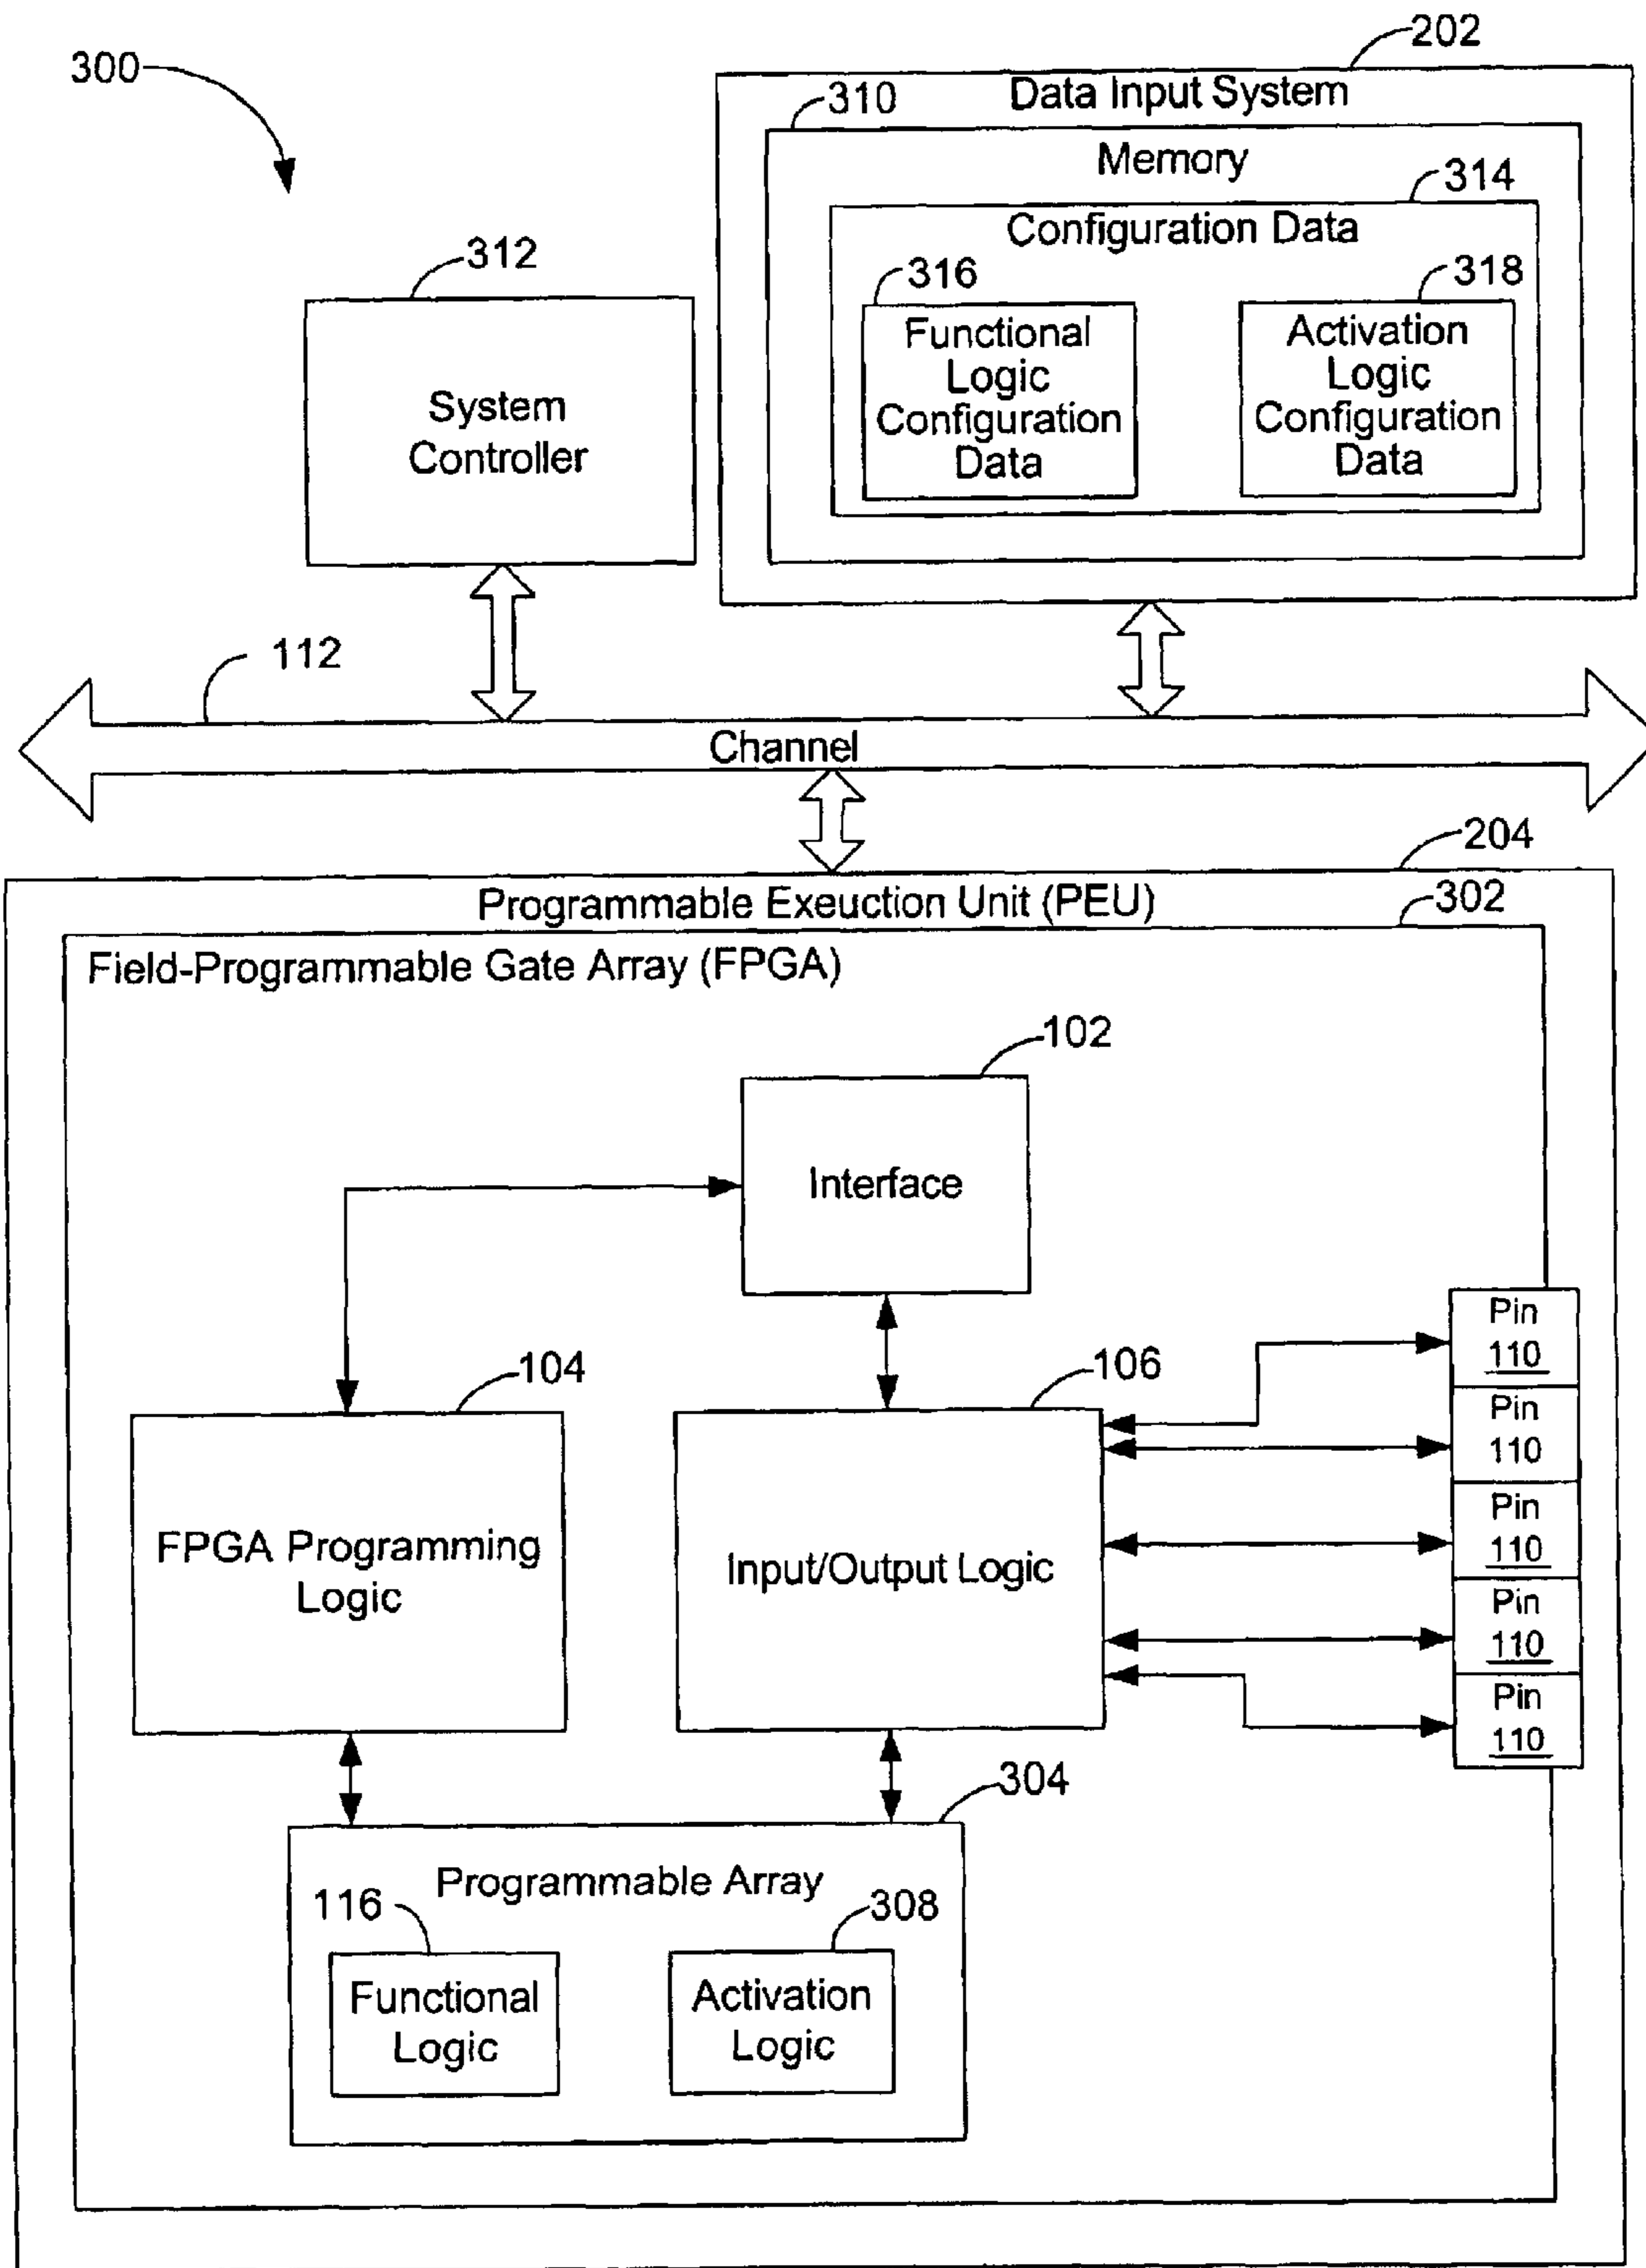 300
202
Data Input System
310
Memory
314
Configuration Data
312
316
318
Functional
Logic
Configuration
Data
Activation
Logic
Configuration
Data
System
Controller
112
Channel
204
Programmable Exeuction Unit (PEU)
302
Field-Programmable Gate Array (FPGA)
102
Interface
Pin
110
104
106
Pin
110
Pin
110
FPGA Programming
Logic
Input/Output Logic
Pin
110
Pin
110
304
Programmable Array
116
308
Functional
Logic
Activation
Logic